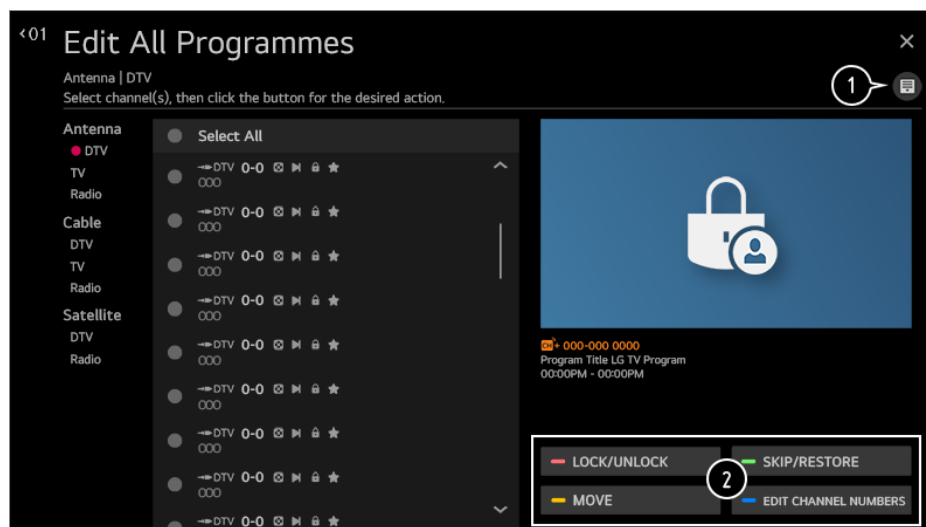 ‹01 Edit All Programmes
Antenna | DTV
Select channel(s), then click the button for the desired action.
1
Antenna
DTV
TV
Radio
Cable
DTV
TV
Radio
Satellite
DTV
Radio
Select All
DTV 0-0
000
DTV 0-0
000
DTV 0-0
000
DTV 0-0
000
DTV 0-0
000
DTV 0-0
000
DTV 0-0
000
DTV 0-0
000
DTV 0-0
CH+ 000-000 0000
Program Title LG TV Program
00:00PM - 00:00PM
LOCK/UNLOCK
SKIP/RESTORE
2
MOVE
EDIT CHANNEL NUMBERS